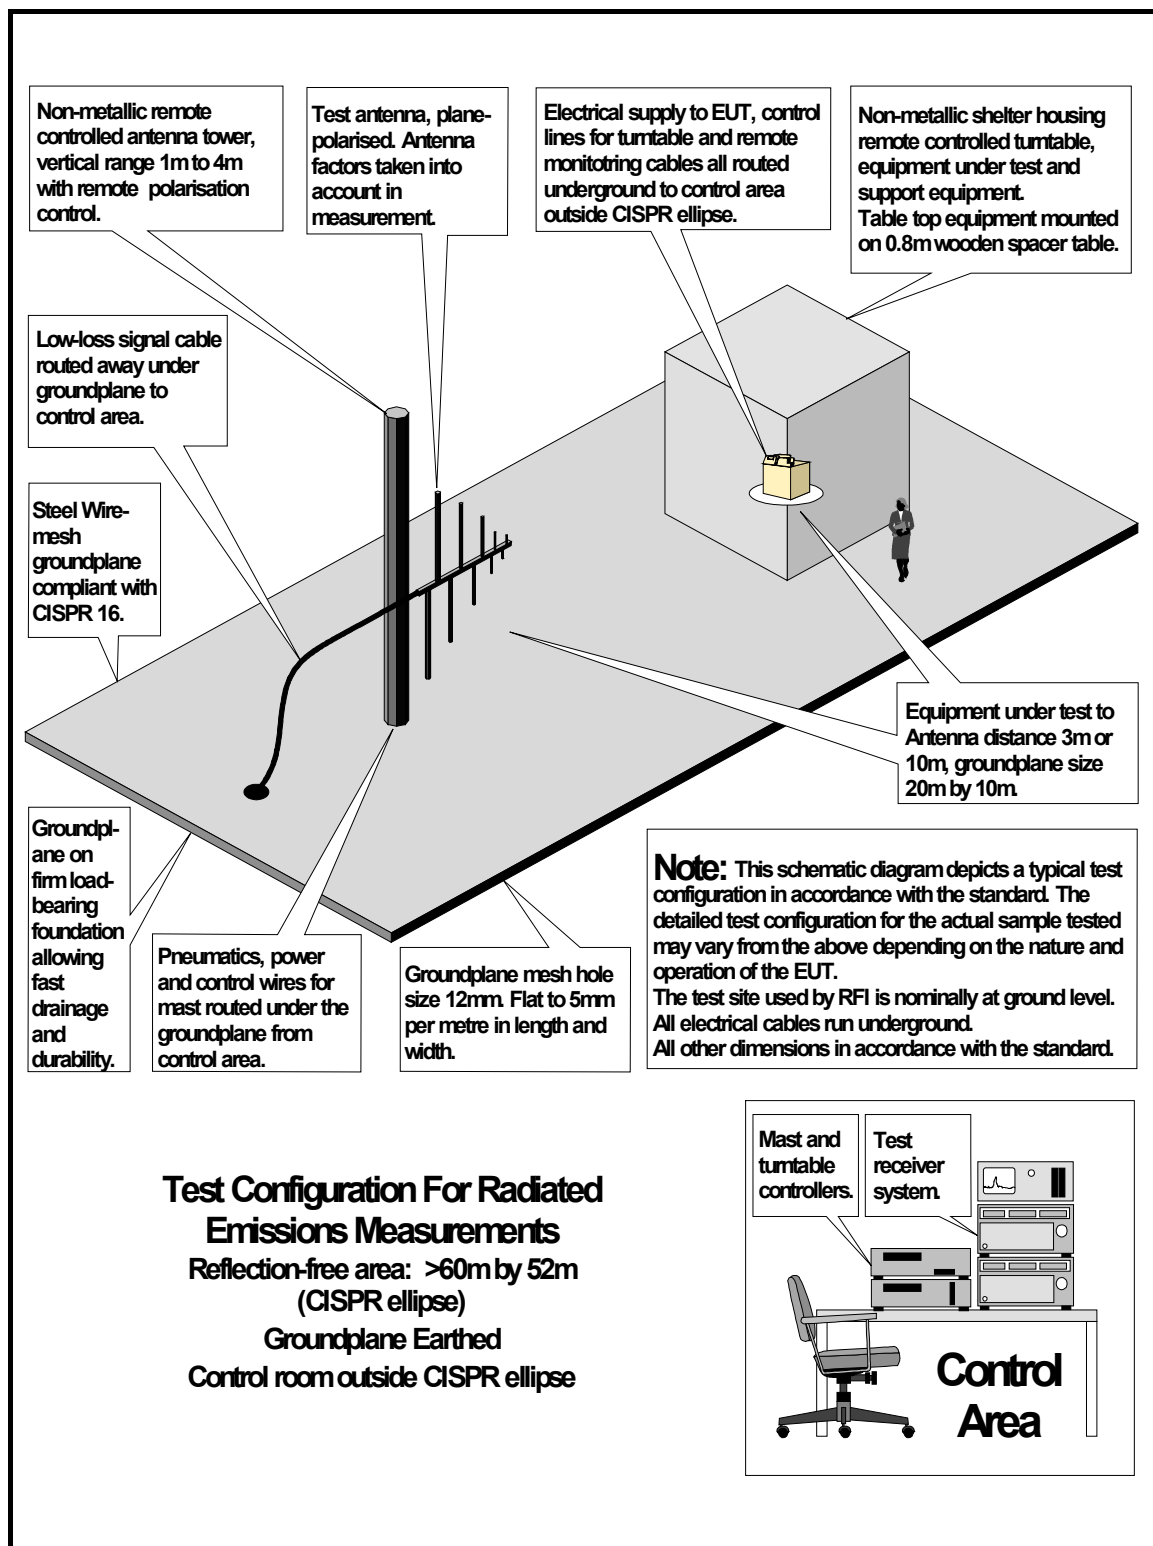 Non-metallic remote
controlled antenna tower,
vertical range 1m to 4m
with remote polarisation
control.
Test antenna, plane-
polarised. Antenna
factors taken into
account in
measurement.
Electrical supply to EUT, control
lines for turntable and remote
monitotring cables all routed
underground to control area
outside CISPR ellipse.
Non-metallic shelter housing
remote controlled turntable,
equipment under test and
support equipment.
Table top equipment mounted
on 0.8m wooden spacer table.
Low-loss signal cable
routed away under
groundplane to
control area.
Steel Wire-
mesh
groundplane
compliant with
CISPR 16.
Equipment under test to
Antenna distance 3m or
10m, groundplane size
20m by 10m.
Groundpl-
ane on
firm load-
bearing
foundation
allowing
fast
drainage
and
durability.
Pneumatics, power
and control wires for
mast routed under the
groundplane from
control area.
Groundplane mesh hole
size 12mm. Flat to 5mm
per metre in length and
width.
Note: This schematic diagram depicts a typical test
configuration in accordance with the standard. The
detailed test configuration for the actual sample tested
may vary from the above depending on the nature and
operation of the EUT.
The test site used by RFI is nominally at ground level.
All electrical cables run underground.
All other dimensions in accordance with the standard.
Test Configuration For Radiated
Emissions Measurements
Reflection-free area: >60m by 52m
(CISPR ellipse)
Groundplane Earthed
Control room outside CISPR ellipse
Mast and
turntable
controllers.
Test
receiver
system.
Control
Area